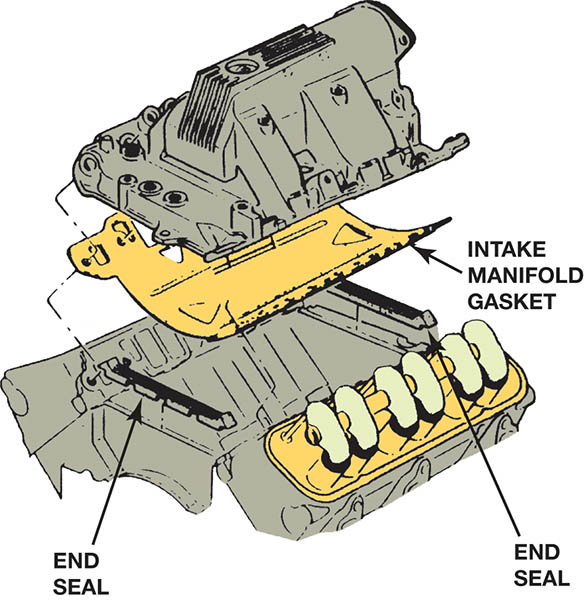 INTAKE
MANIFOLD
GASKET
END
SEAL
END
SEAL